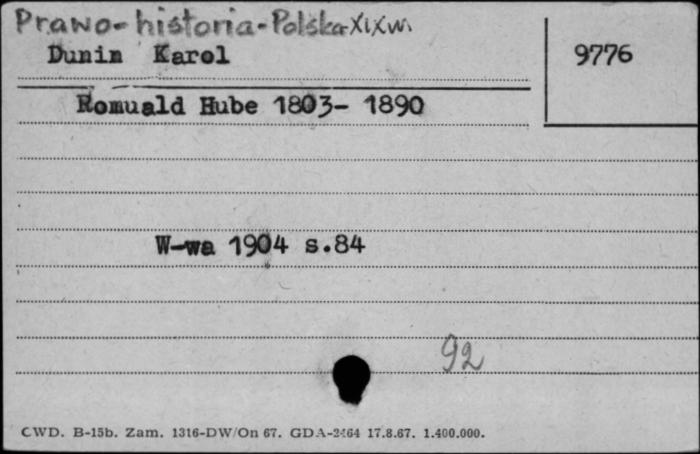 Prawo-historia-Polska-XIXw.
Dunin Karol
9776
Romuald Hube 1803- 1890
W-wa 1904 s.84
92
CWD. B-15b. Zam. 1316-DW/On 67. GDA-2464 17.8.67. 1.400.000.